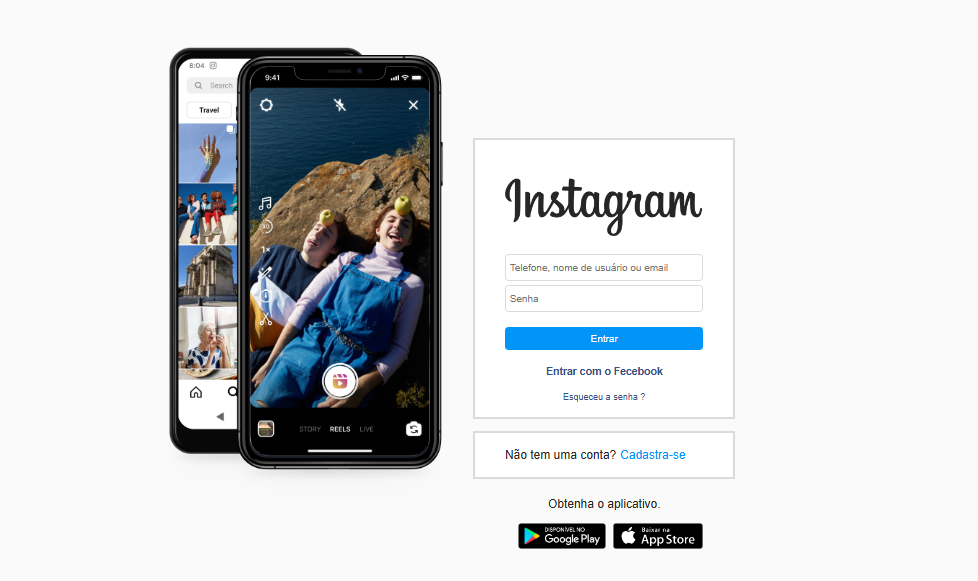 8:04
Search
Travel
9:41
1x
STORY REELS LIVE
Instagram
Telefone, nome de usuário ou email
Senha
Entrar
Entrar com o Fecebook
Esqueceu a senha ?
Não tem uma conta? Cadastra-se
Obtenha o aplicativo.
DISPONÍVEL NO
Google Play
Baixar na
App Store